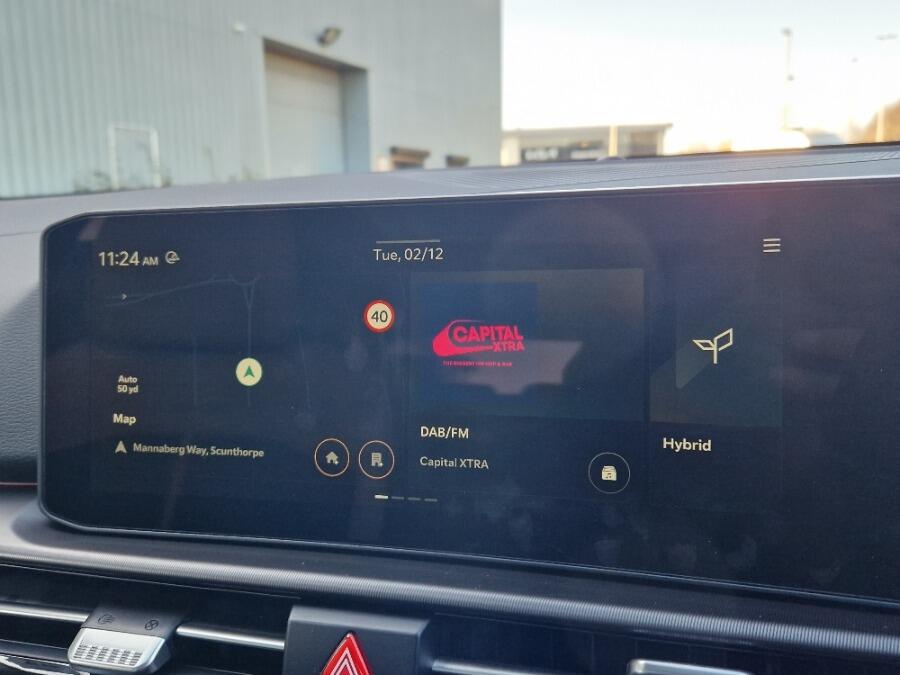 11:24 AM
Tue, 02/12
40
CAPITAL
XTRA
Auto
50 yd
Map
Mannaberg Way, Scunthorpe
DAB/FM
Capital XTRA
Hybrid